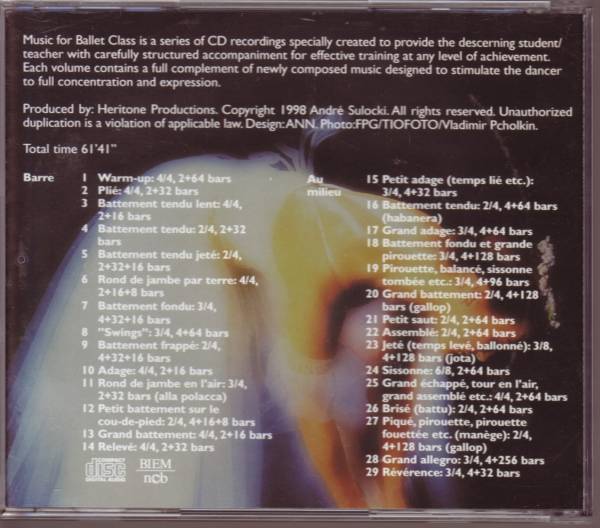 Music for Ballet Class is a series of CD recordings specially created to provide the descerning student/
teacher with carefully structured accompaniment for effective training at any level of achievement.
Each volume contains a full complement of newly composed music designed to stimulate the dancer
to full concentration and expression.
Produced by: Heritone Productions. Copyright 1998 André Sulocki. All rights reserved. Unauthorized
duplication is a violation of applicable law. Design: ANN. Photo: FPG/TIOFOTO/Vladimir Pcholkin.
Total time 61'41"
Barre
1 Warm-up: 4/4, 2+64 bars
2 Plié: 4/4, 2+32 bars
3 Battement tendu lent: 4/4,
2+16 bars
4 Battement tendu: 2/4, 2+32
bars
5 Battement tendu jeté: 2/4,
2+32+16 bars
6 Rond de jambe par terre: 4/4,
2+16+8 bars
7 Battement fondu: 3/4,
4+32+16 bars
8 "Swings": 3/4, 4+64 bars
9 Battement frappé: 2/4,
4+32+16 bars
10 Adage: 4/4, 2+16 bars
11 Rond de jambe en l'air: 3/4,
2+32 bars (alla polacca)
12 Petit battement sur le
cou-de-pied: 2/4, 4+16+8 bars
13 Grand battement: 4/4, 2+16 bars
14 Relevé: 4/4, 2+32 bars
COMPACT
disc
DIGITAL AUDIO
BIEM
ncb
Au
milieu
15 Petit adage (temps lié etc.):
3/4, 4+32 bars
16 Battement tendu: 2/4, 4+64 bars
(habanera)
17 Grand adage: 3/4, 4+64 bars
18 Battement fondu et grande
pirouette: 3/4, 4+128 bars
19 Pirouette, balancé, sissonne
tombée etc.: 3/4, 4+96 bars
20 Grand battement: 2/4, 4+128
bars (gallop)
21 Petit saut: 2/4, 2+64 bars
22 Assemblé: 2/4, 2+64 bars
23 Jeté (temps levé, ballonné): 3/8,
4+128 bars (jota)
24 Sissonne: 6/8, 2+64 bars
25 Grand échappé, tour en l'air,
grand assemblé etc.: 4/4, 2+64 bars
26 Brisé (battu): 2/4, 2+64 bars
27 Piqué, pirouette, pirouette
fouettée etc. (manège): 2/4,
4+128 bars (gallop)
28 Grand allegro: 3/4, 4+256 bars
29 Révérence: 3/4, 4+32 bars